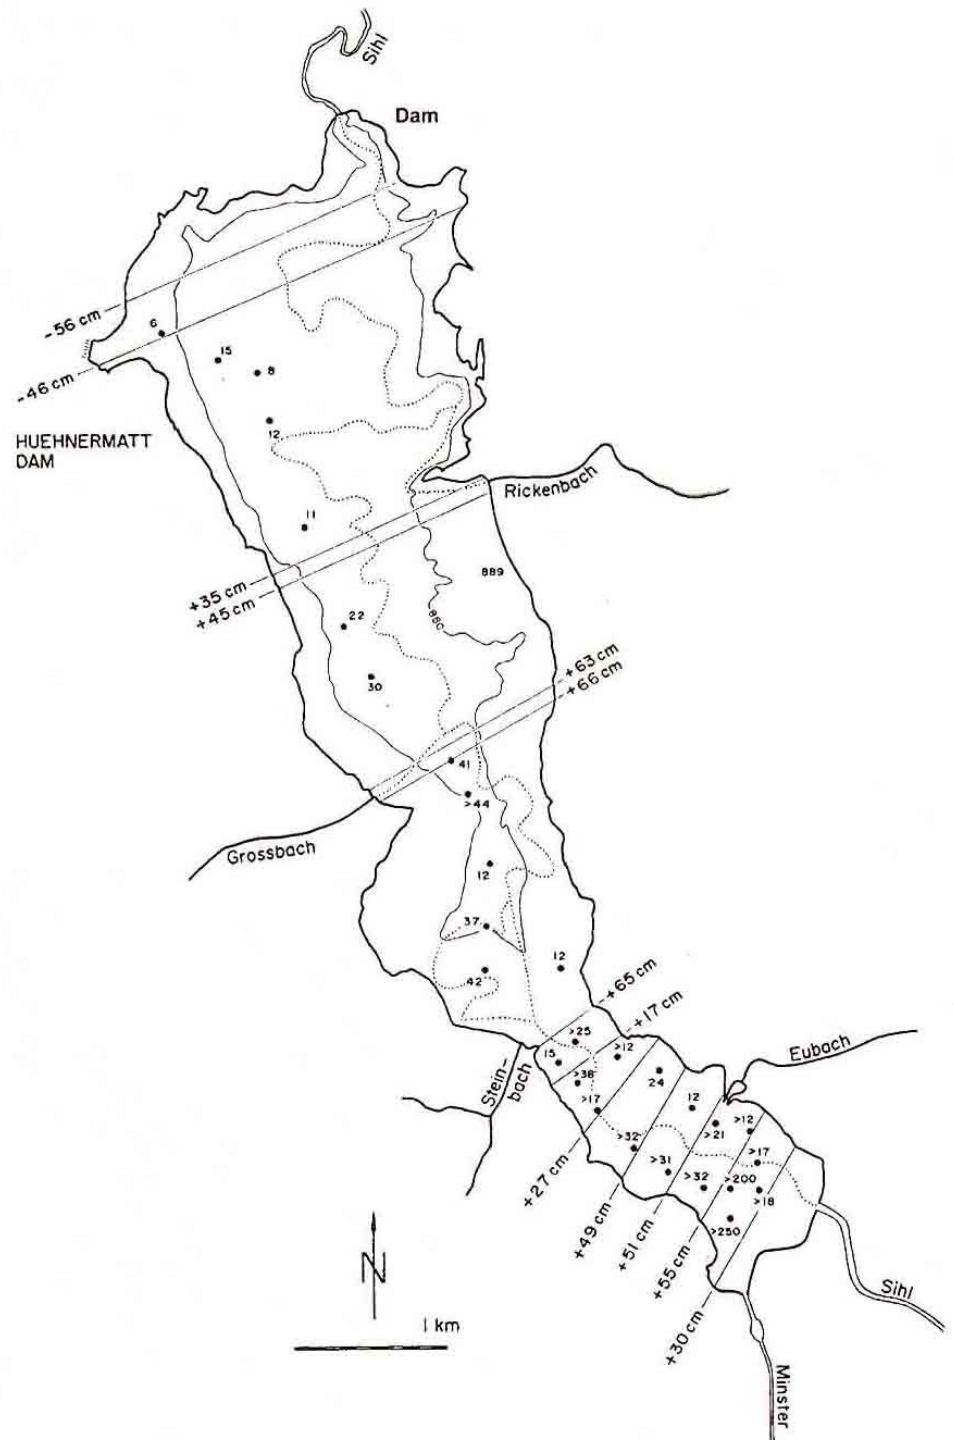 Sihl
Dam
-56 cm
6
15
8
-46 cm
12
HUEHNERMATT
DAM
Rickenbach
11
889
+35 cm
+45 cm
880
22
+63 cm
+66 cm
30
41
>44
Grossbach
12
37
42
12
+65 cm
+17 cm
>25
>12
15
>38
24
Eubach
Stein-
bach
>17
12
>21
>12
>32
>17
>31
>32
>200
>18
+27 cm
>250
+49 cm
+51 cm
+55 cm
+30 cm
N
Sihl
1 km
Minster